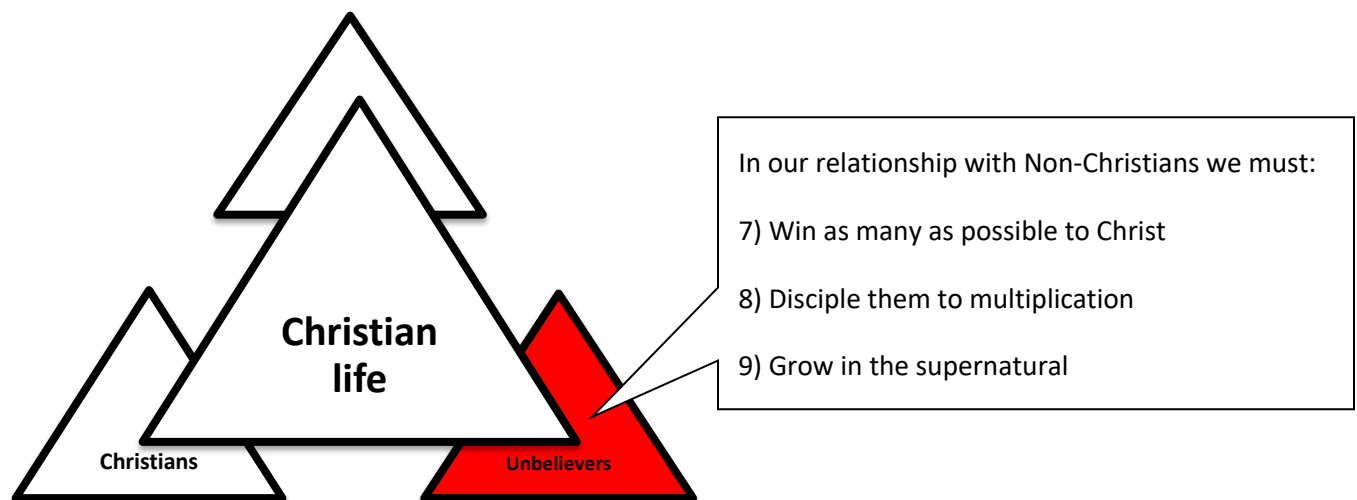 In our relationship with Non-Christians we must:
7) Win as many as possible to Christ
8) Disciple them to multiplication
9) Grow in the supernatural
Christian
life
Christians
Unbelievers